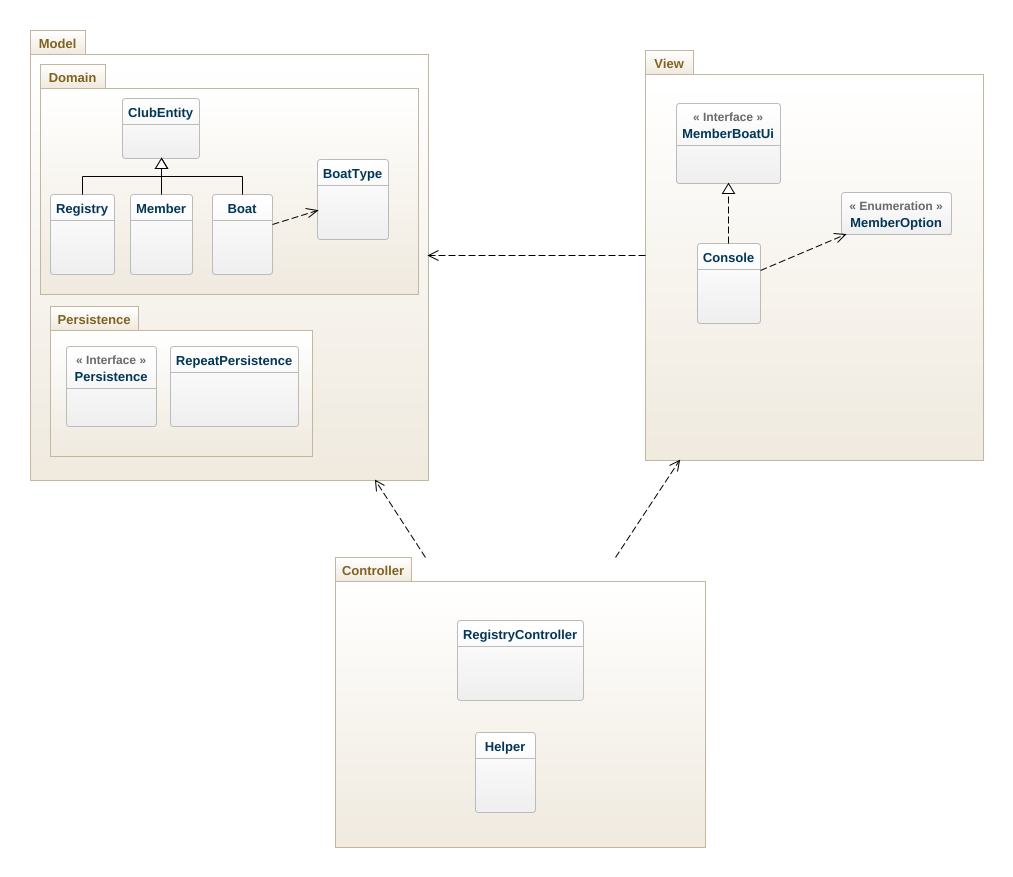 Model
Domain
ClubEntity
Registry
Member
Boat
BoatType
Persistence
« Interface »
Persistence
RepeatPersistence
View
« Interface »
MemberBoatUi
« Enumeration »
MemberOption
Console
Controller
RegistryController
Helper